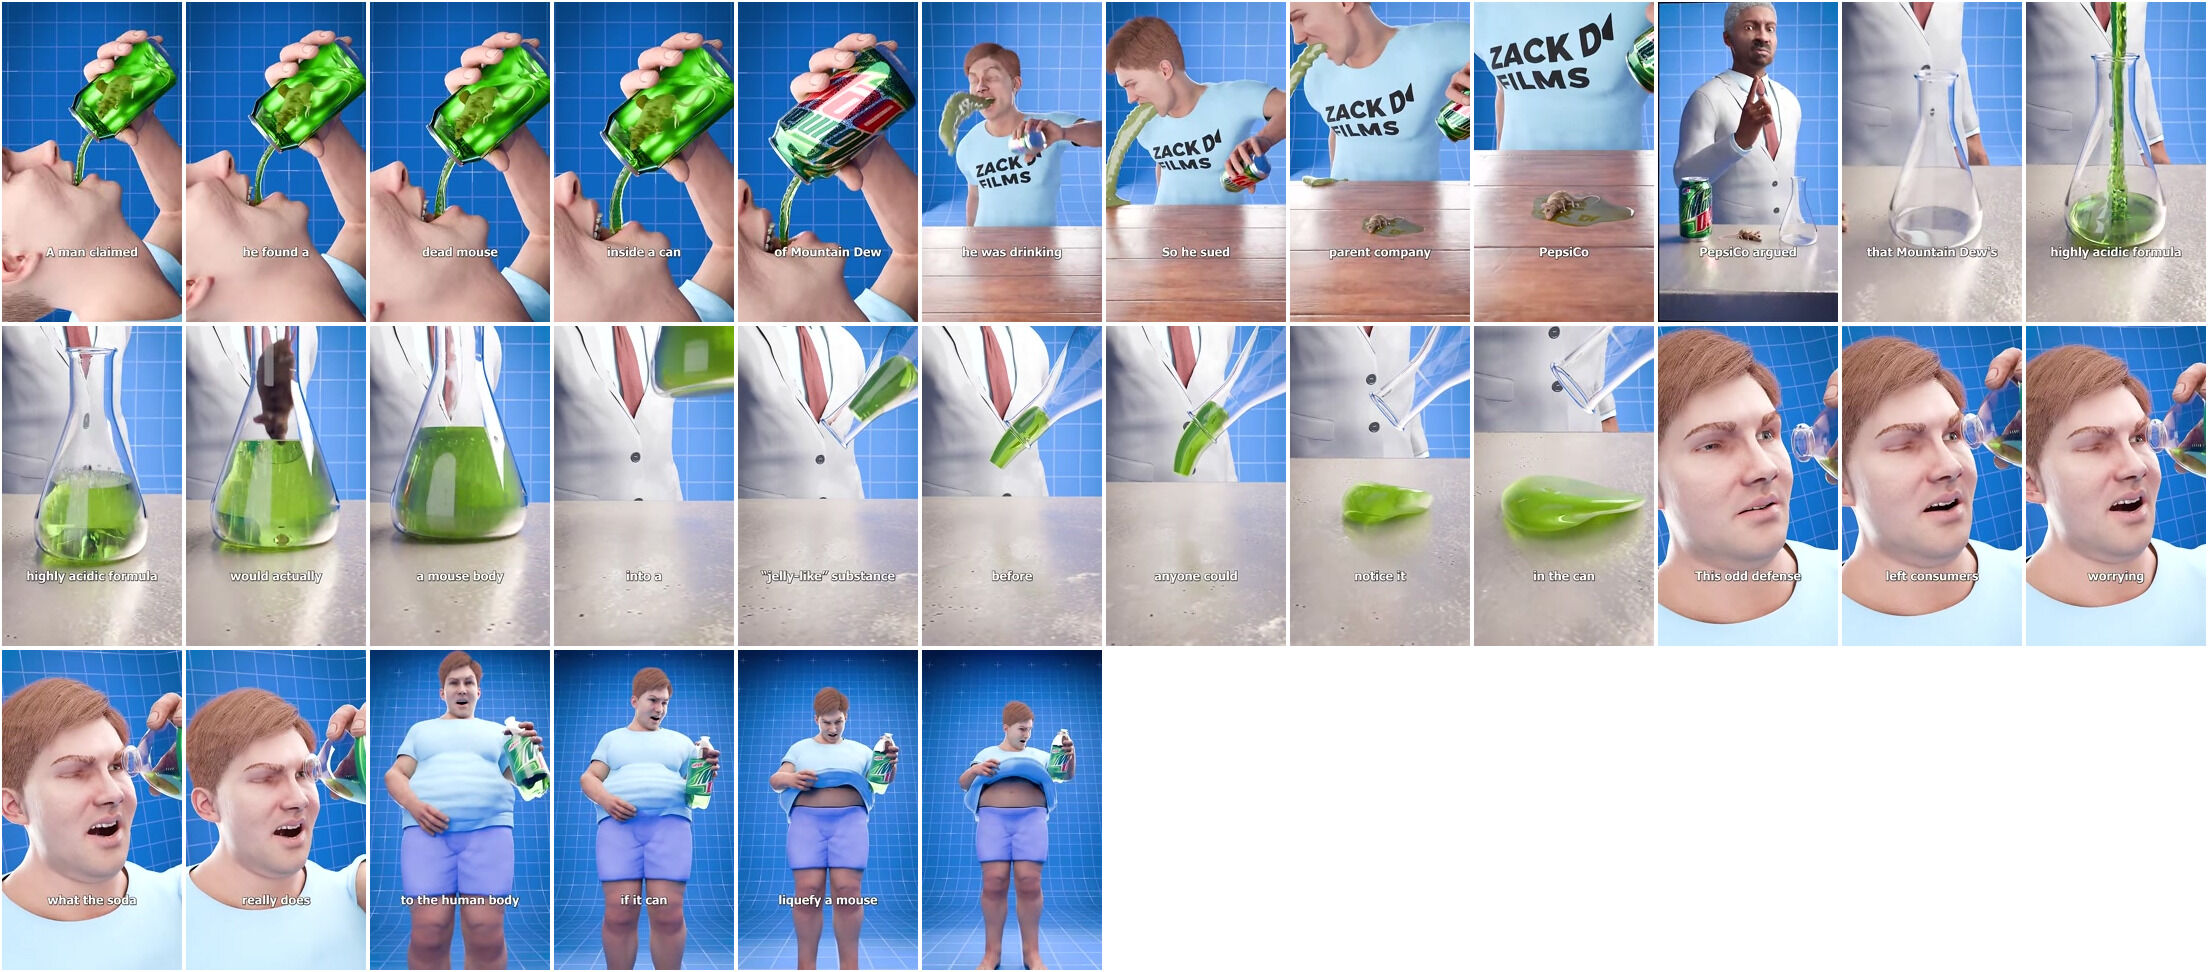 A man claimed
he found a
dead mouse
inside a can
of Mountain Dew
ZACK D
FILMS
he was drinking
ZACK D
FILMS
So he sued
ZACK D
FILMS
parent company
ZACK D
FILMS
PepsiCo
PepsiCo argued
that Mountain Dew's
highly acidic formula
highly acidic formula
would actually
a mouse body
into a
“jelly-like” substance
before
anyone could
notice it
in the can
This odd defense
left consumers
worrying
what the soda
really does
to the human body
if it can
liquefy a mouse